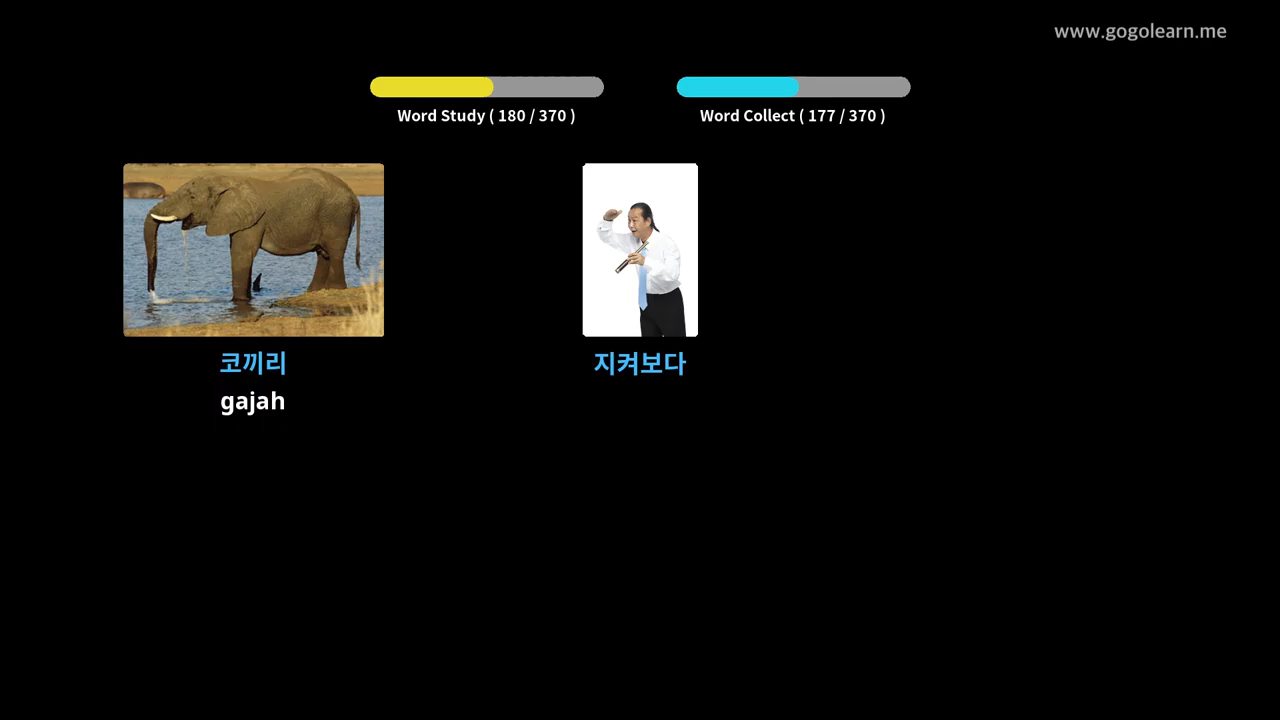 www.gogolearn.me
Word Study ( 180 / 370 )
Word Collect ( 177 / 370 )
코끼리
gajah
지켜보다